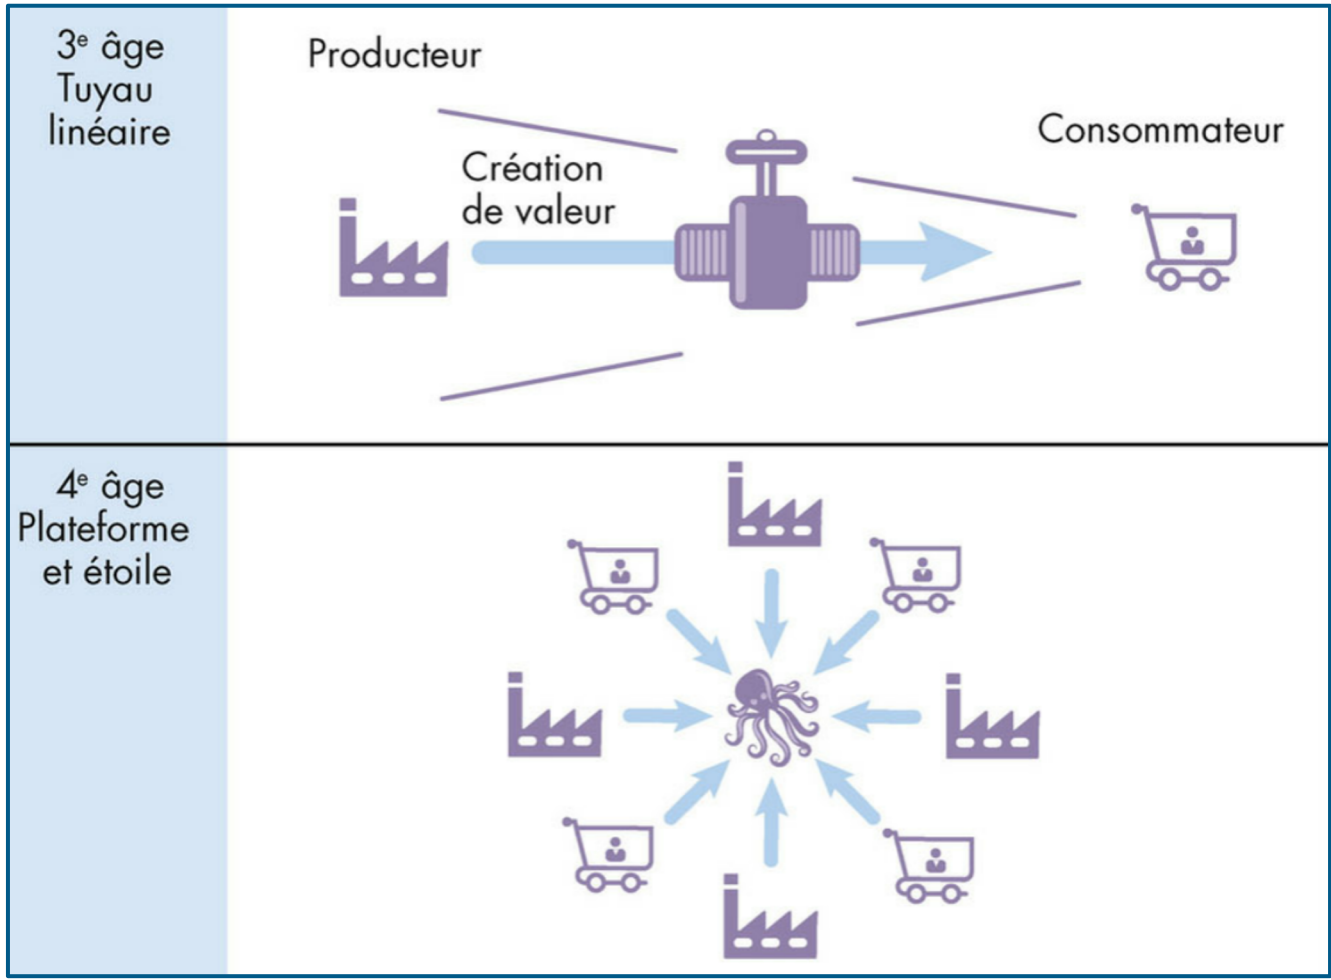 3e âge
Tuyau
linéaire
Producteur
Création
de valeur
Consommateur
4e âge
Plateforme
et étoile